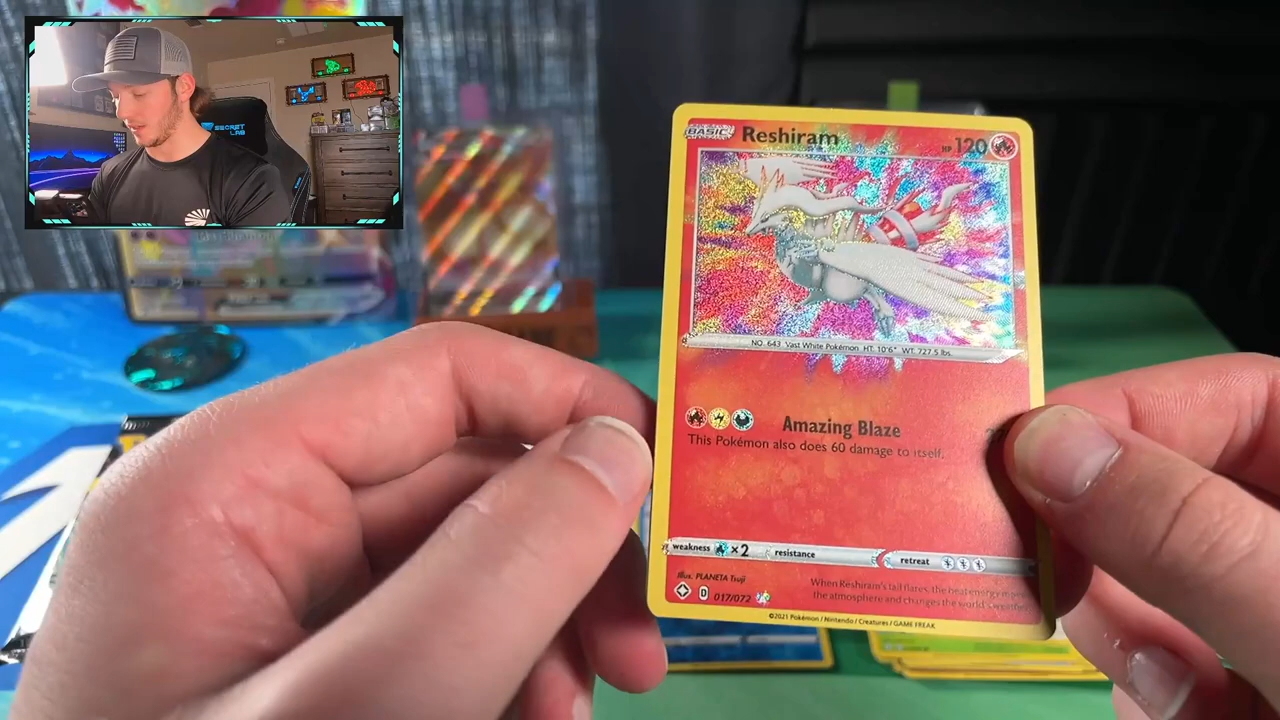 SECRET
LAB
BASIC
Reshiram
HP 120
NO. 643 Vast White Pokémon HT: 10'6" WT: 727.5 lbs.
Amazing Blaze
This Pokémon also does 60 damage to itself.
weakness ×2 resistance retreat
Illus. PLANETA Tsuji
D 017/072
When Reshiram's tail flares, the heat energy moves
the atmosphere and changes the world's weather.
©2021 Pokémon / Nintendo / Creatures / GAME FREAK